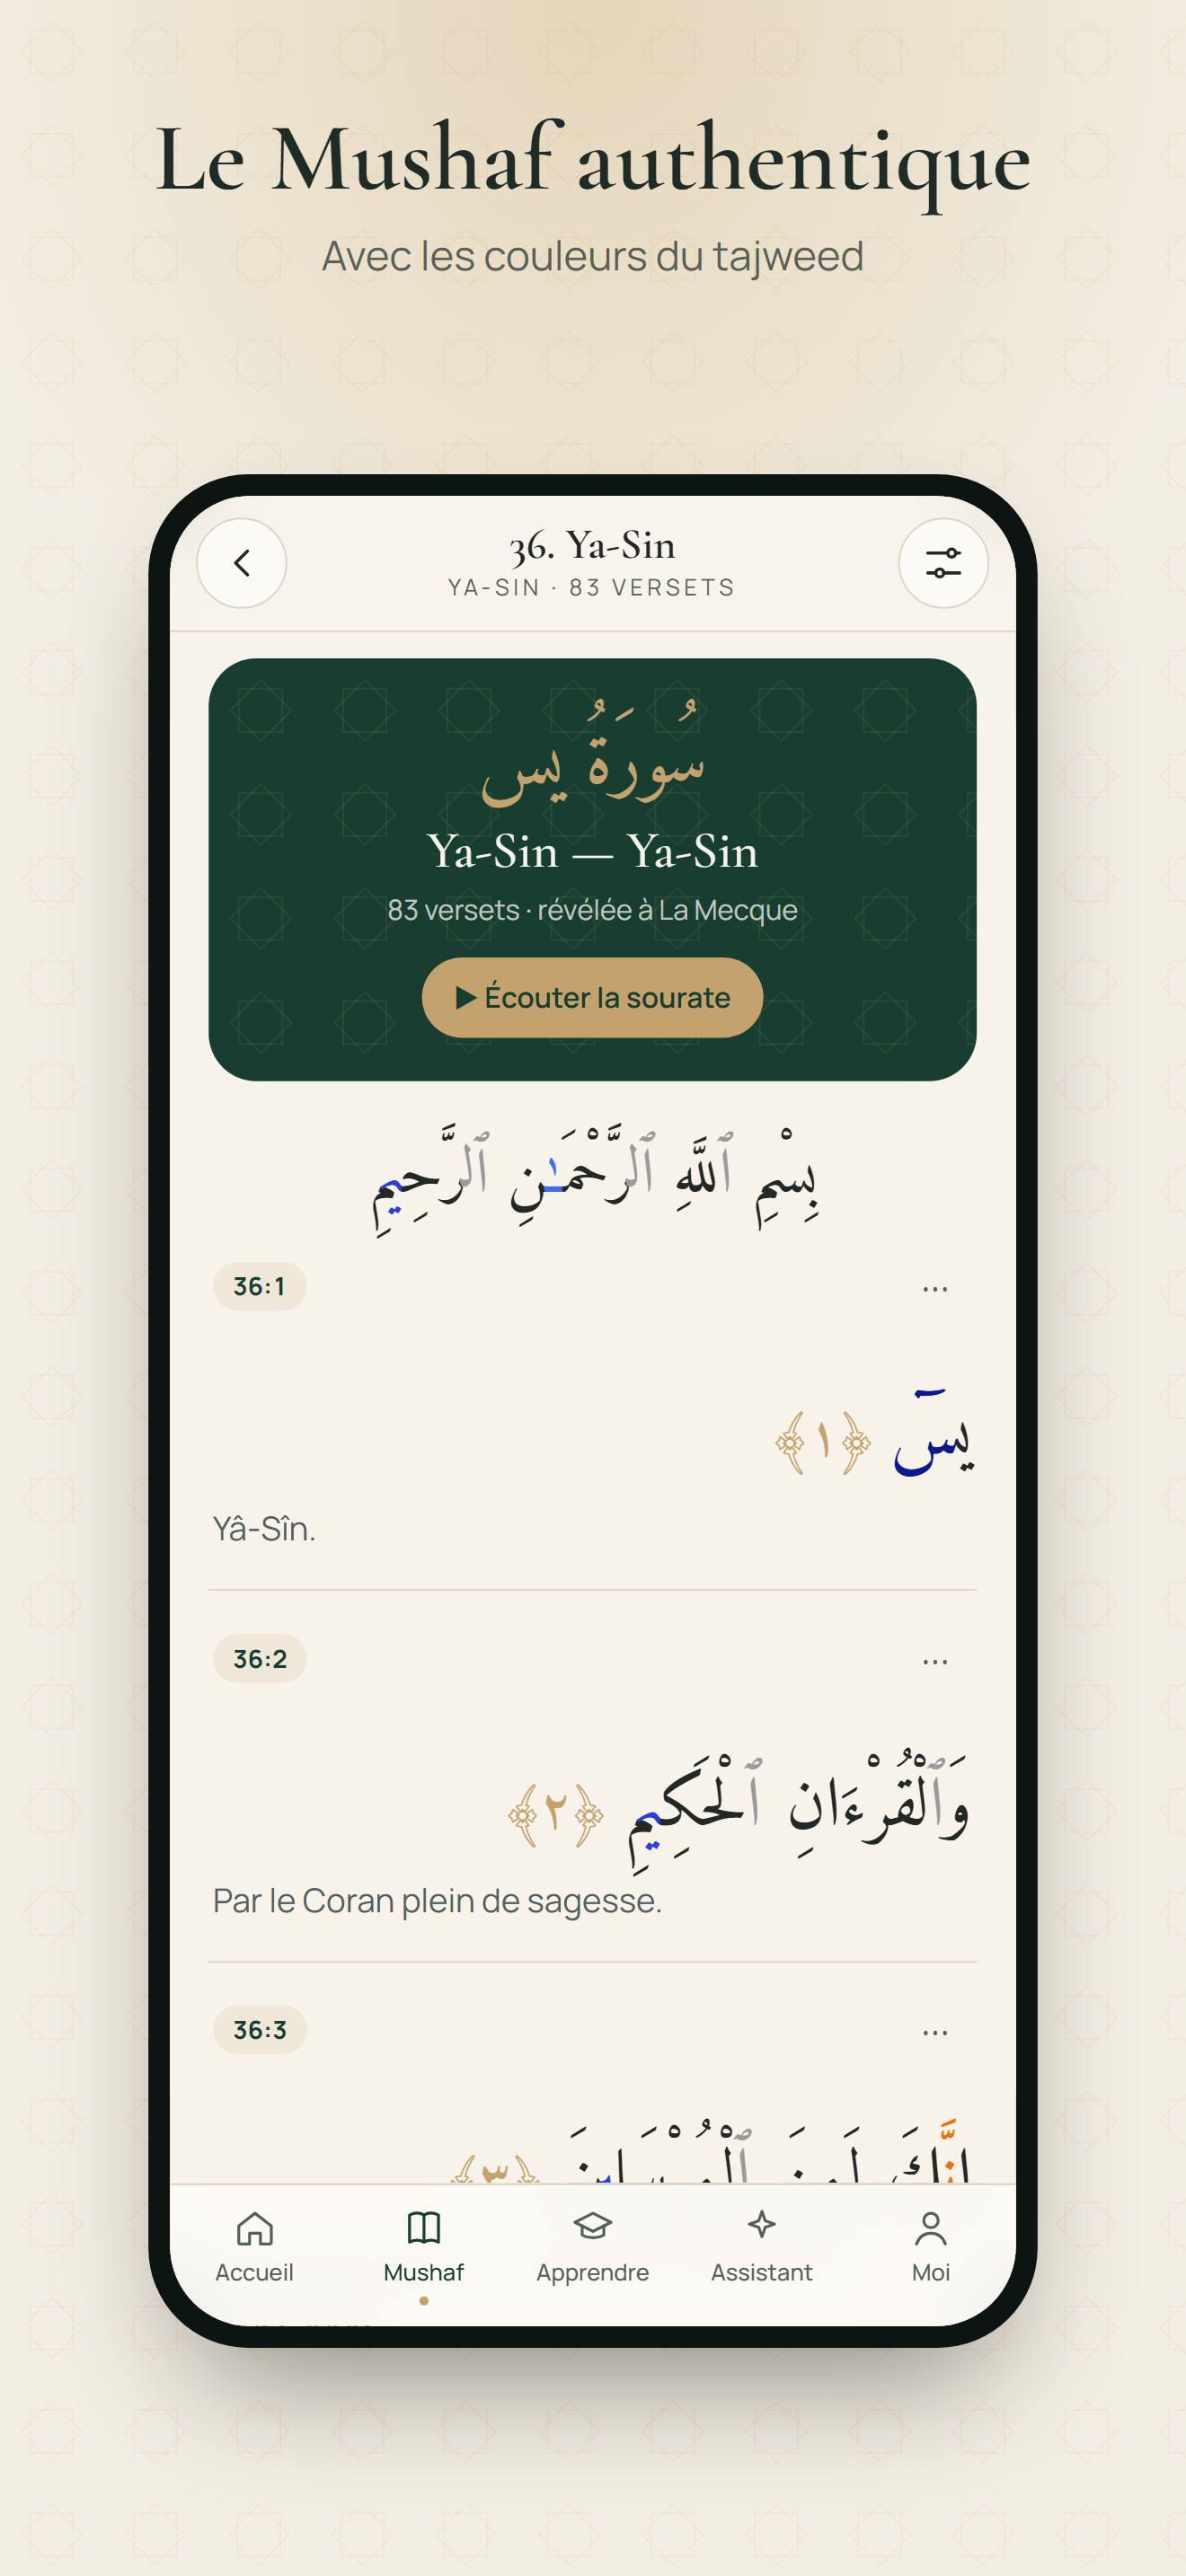 Le Mushaf authentique
Avec les couleurs du tajweed
36. Ya-Sin
YA-SIN · 83 VERSETS
سُورَةُ يس
Ya-Sin — Ya-Sin
83 versets · révélée à La Mecque
▶ Écouter la sourate
بِسْمِ ٱللَّهِ ٱلرَّحْمَـٰنِ ٱلرَّحِيمِ
36:1 ...
يسٓ ﴿١﴾
Yâ-Sîn.
36:2 ...
وَٱلْقُرْءَانِ ٱلْحَكِيمِ ﴿٢﴾
Par le Coran plein de sagesse.
36:3 ...
Accueil Mushaf Apprendre Assistant Moi